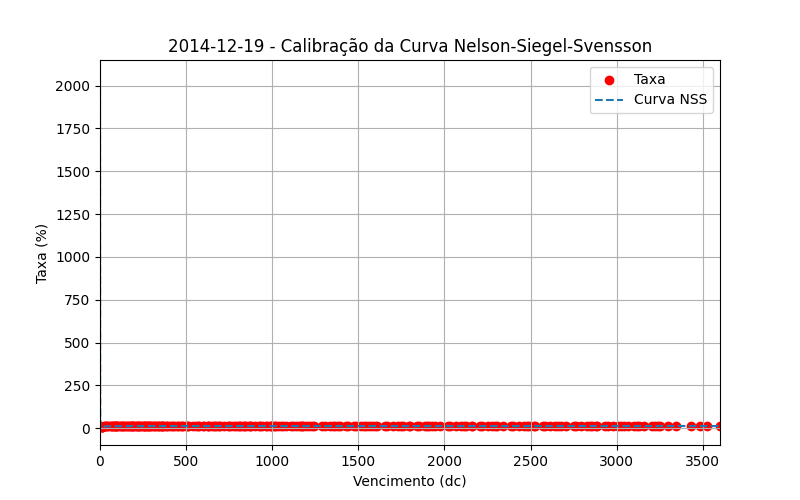 2014-12-19 - Calibração da Curva Nelson-Siegel-Svensson
Taxa
Curva NSS
2000
1750
1500
1250
1000
750
500
250
0
Taxa (%)
0 500 1000 1500 2000 2500 3000 3500
Vencimento (dc)